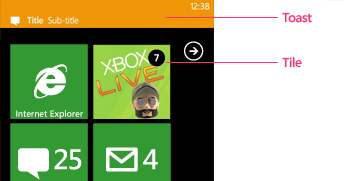 12:38
Title Sub-title
Toast
XBOX
LIVE
7
Tile
Internet Explorer
25
4